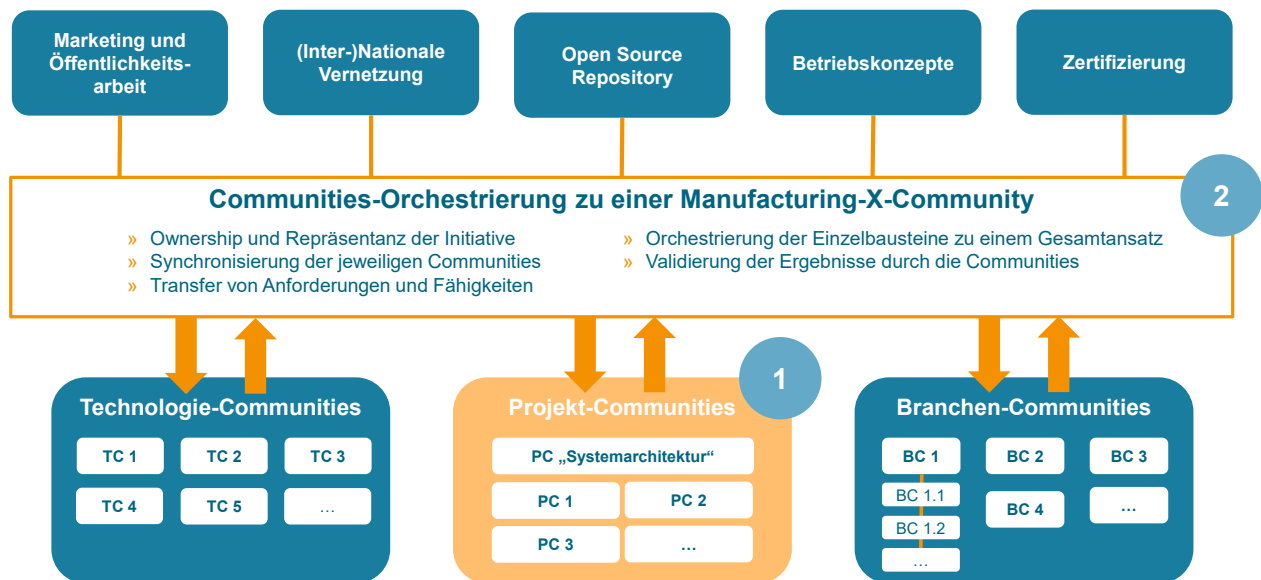 Marketing und
Öffentlichkeits-
arbeit
(Inter-)Nationale
Vernetzung
Open Source
Repository
Betriebskonzepte
Zertifizierung
2
Communities-Orchestrierung zu einer Manufacturing-X-Community
» Ownership und Repräsentanz der Initiative
» Synchronisierung der jeweiligen Communities
» Transfer von Anforderungen und Fähigkeiten
» Orchestrierung der Einzelbausteine zu einem Gesamtansatz
» Validierung der Ergebnisse durch die Communities
Technologie-Communities
TC 1 TC 2 TC 3
TC 4 TC 5 …
1
Projekt-Communities
PC „Systemarchitektur“
PC 1 PC 2
PC 3 …
Branchen-Communities
BC 1 BC 2 BC 3
BC 1.1
BC 4 …
BC 1.2
…